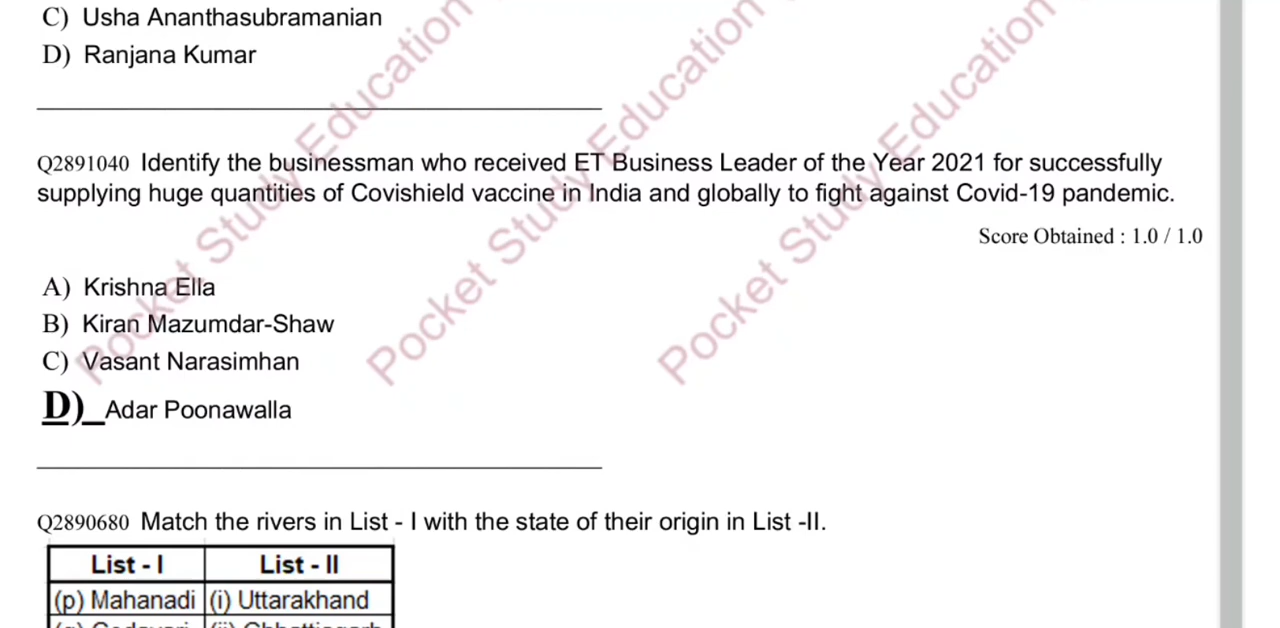 C) Usha Ananthasubramanian
D) Ranjana Kumar
Q2891040 Identify the businessman who received ET Business Leader of the Year 2021 for successfully
supplying huge quantities of Covishield vaccine in India and globally to fight against Covid-19 pandemic.
Score Obtained : 1.0 / 1.0
A) Krishna Ella
B) Kiran Mazumdar-Shaw
C) Vasant Narasimhan
D) Adar Poonawalla
Q2890680 Match the rivers in List - I with the state of their origin in List -II.
List - I List - II
(p) Mahanadi (i) Uttarakhand
Pocket Study Education
Pocket Study Education
Pocket Study Education